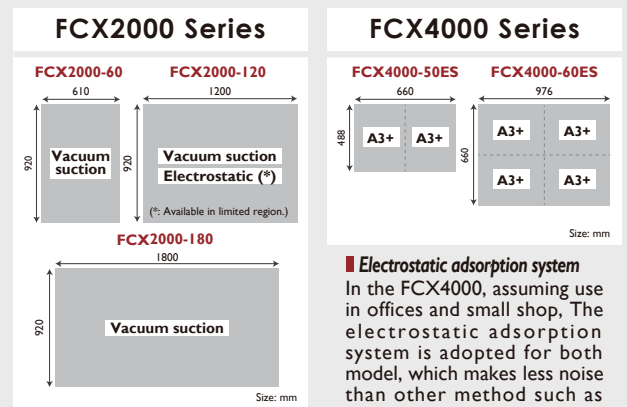 FCX2000 Series
FCX2000-60
610
920
Vacuum
suction
FCX2000-120
1200
920
Vacuum suction
Electrostatic (*)
(*: Available in limited region.)
FCX2000-180
1800
920
Vacuum suction
Size: mm
FCX4000 Series
FCX4000-50ES
660
488
A3+ A3+
FCX4000-60ES
976
660
A3+ A3+
A3+ A3+
Size: mm
Electrostatic adsorption system
In the FCX4000, assuming use
in offices and small shop, The
electrostatic adsorption
system is adopted for both
model, which makes less noise
than other method such as